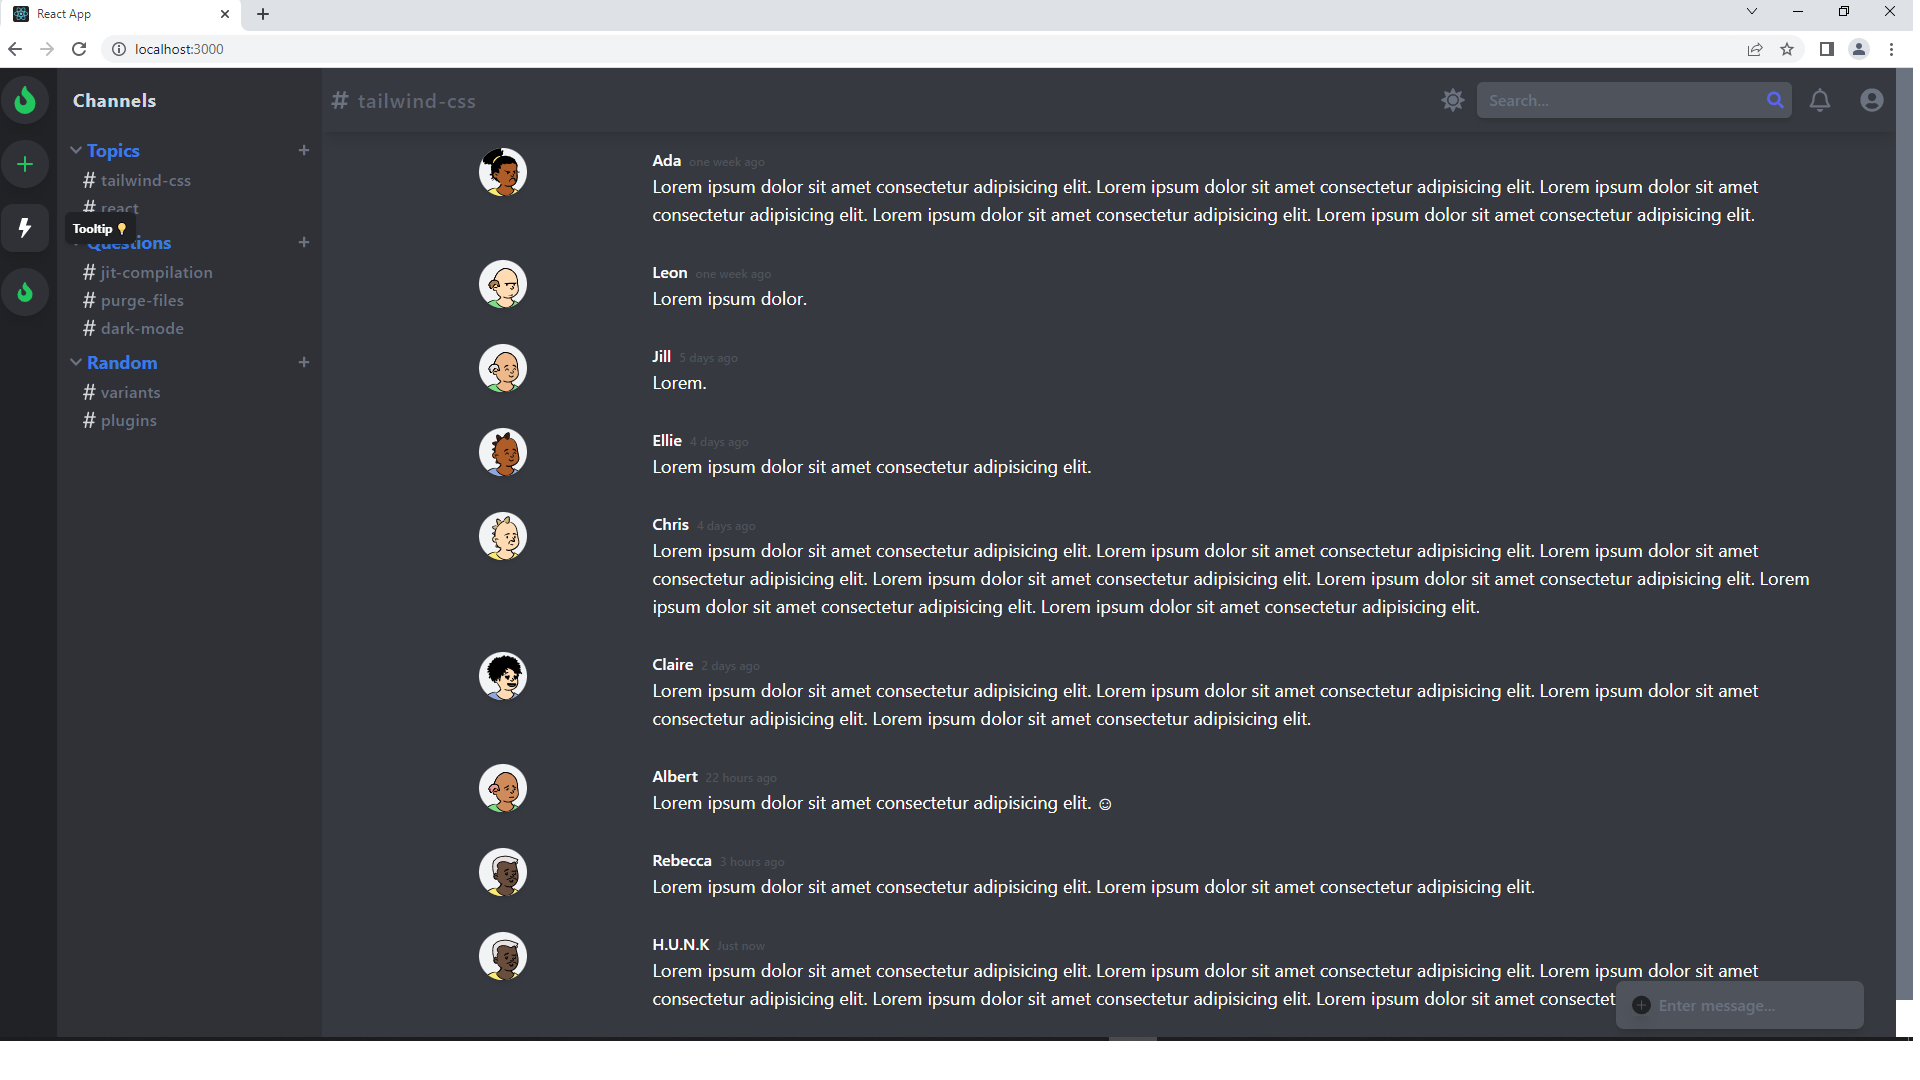 React App
localhost:3000
Channels
# tailwind-css
Search...
Topics
# tailwind-css
# react
Tooltip 💡
Questions
# jit-compilation
# purge-files
# dark-mode
Random
# variants
# plugins
Ada one week ago
Lorem ipsum dolor sit amet consectetur adipisicing elit. Lorem ipsum dolor sit amet consectetur adipisicing elit. Lorem ipsum dolor sit amet
consectetur adipisicing elit. Lorem ipsum dolor sit amet consectetur adipisicing elit. Lorem ipsum dolor sit amet consectetur adipisicing elit.
Leon one week ago
Lorem ipsum dolor.
Jill 5 days ago
Lorem.
Ellie 4 days ago
Lorem ipsum dolor sit amet consectetur adipisicing elit.
Chris 4 days ago
Lorem ipsum dolor sit amet consectetur adipisicing elit. Lorem ipsum dolor sit amet consectetur adipisicing elit. Lorem ipsum dolor sit amet
consectetur adipisicing elit. Lorem ipsum dolor sit amet consectetur adipisicing elit. Lorem ipsum dolor sit amet consectetur adipisicing elit. Lorem
ipsum dolor sit amet consectetur adipisicing elit. Lorem ipsum dolor sit amet consectetur adipisicing elit.
Claire 2 days ago
Lorem ipsum dolor sit amet consectetur adipisicing elit. Lorem ipsum dolor sit amet consectetur adipisicing elit. Lorem ipsum dolor sit amet
consectetur adipisicing elit. Lorem ipsum dolor sit amet consectetur adipisicing elit.
Albert 22 hours ago
Lorem ipsum dolor sit amet consectetur adipisicing elit. ☺
Rebecca 3 hours ago
Lorem ipsum dolor sit amet consectetur adipisicing elit. Lorem ipsum dolor sit amet consectetur adipisicing elit.
H.U.N.K Just now
Lorem ipsum dolor sit amet consectetur adipisicing elit. Lorem ipsum dolor sit amet consectetur adipisicing elit. Lorem ipsum dolor sit amet
consectetur adipisicing elit. Lorem ipsum dolor sit amet consectetur adipisicing elit. Lorem ipsum dolor sit amet consectet
Enter message...